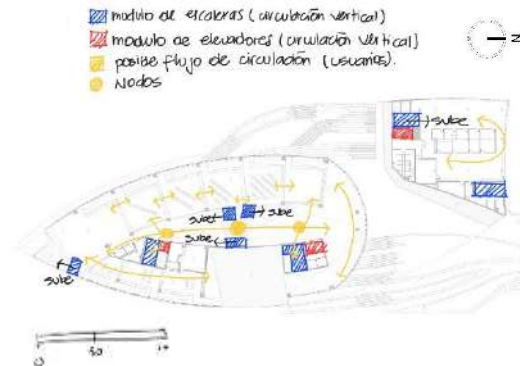 modulo de escaleras (circulación vertical)
modulo de elevadores (circulación vertical)
posible flujo de circulación (usuarios).
Nodos
N
sube
sube
sube
sube
sube
0